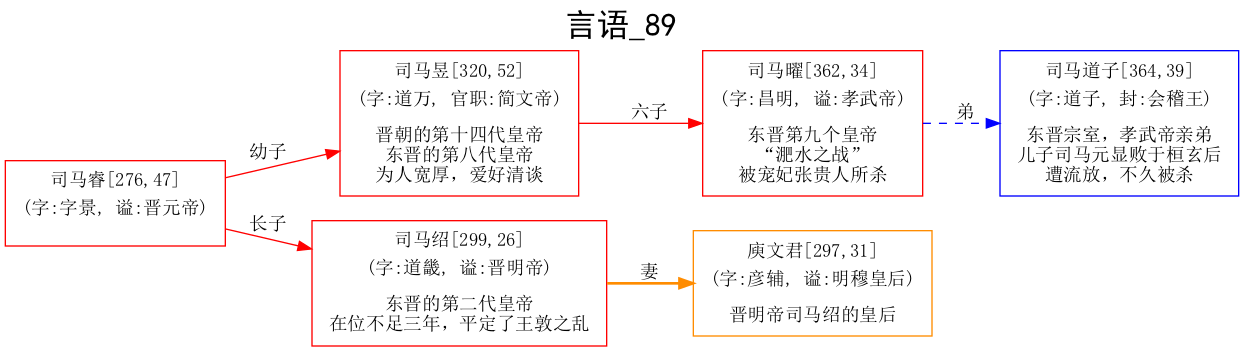 言语_89
司马睿[276,47]
(字:字景, 谥:晋元帝)
幼子
长子
司马昱[320,52]
(字:道万, 官职:简文帝)
晋朝的第十四代皇帝
东晋的第八代皇帝
为人宽厚，爱好清谈
六子
司马曜[362,34]
(字:昌明, 谥:孝武帝)
东晋第九个皇帝
“淝水之战”
被宠妃张贵人所杀
弟
司马道子[364,39]
(字:道子, 封:会稽王)
东晋宗室，孝武帝亲弟
儿子司马元显败于桓玄后
遭流放，不久被杀
司马绍[299,26]
(字:道畿, 谥:晋明帝)
东晋的第二代皇帝
在位不足三年，平定了王敦之乱
妻
庾文君[297,31]
(字:彦辅, 谥:明穆皇后)
晋明帝司马绍的皇后